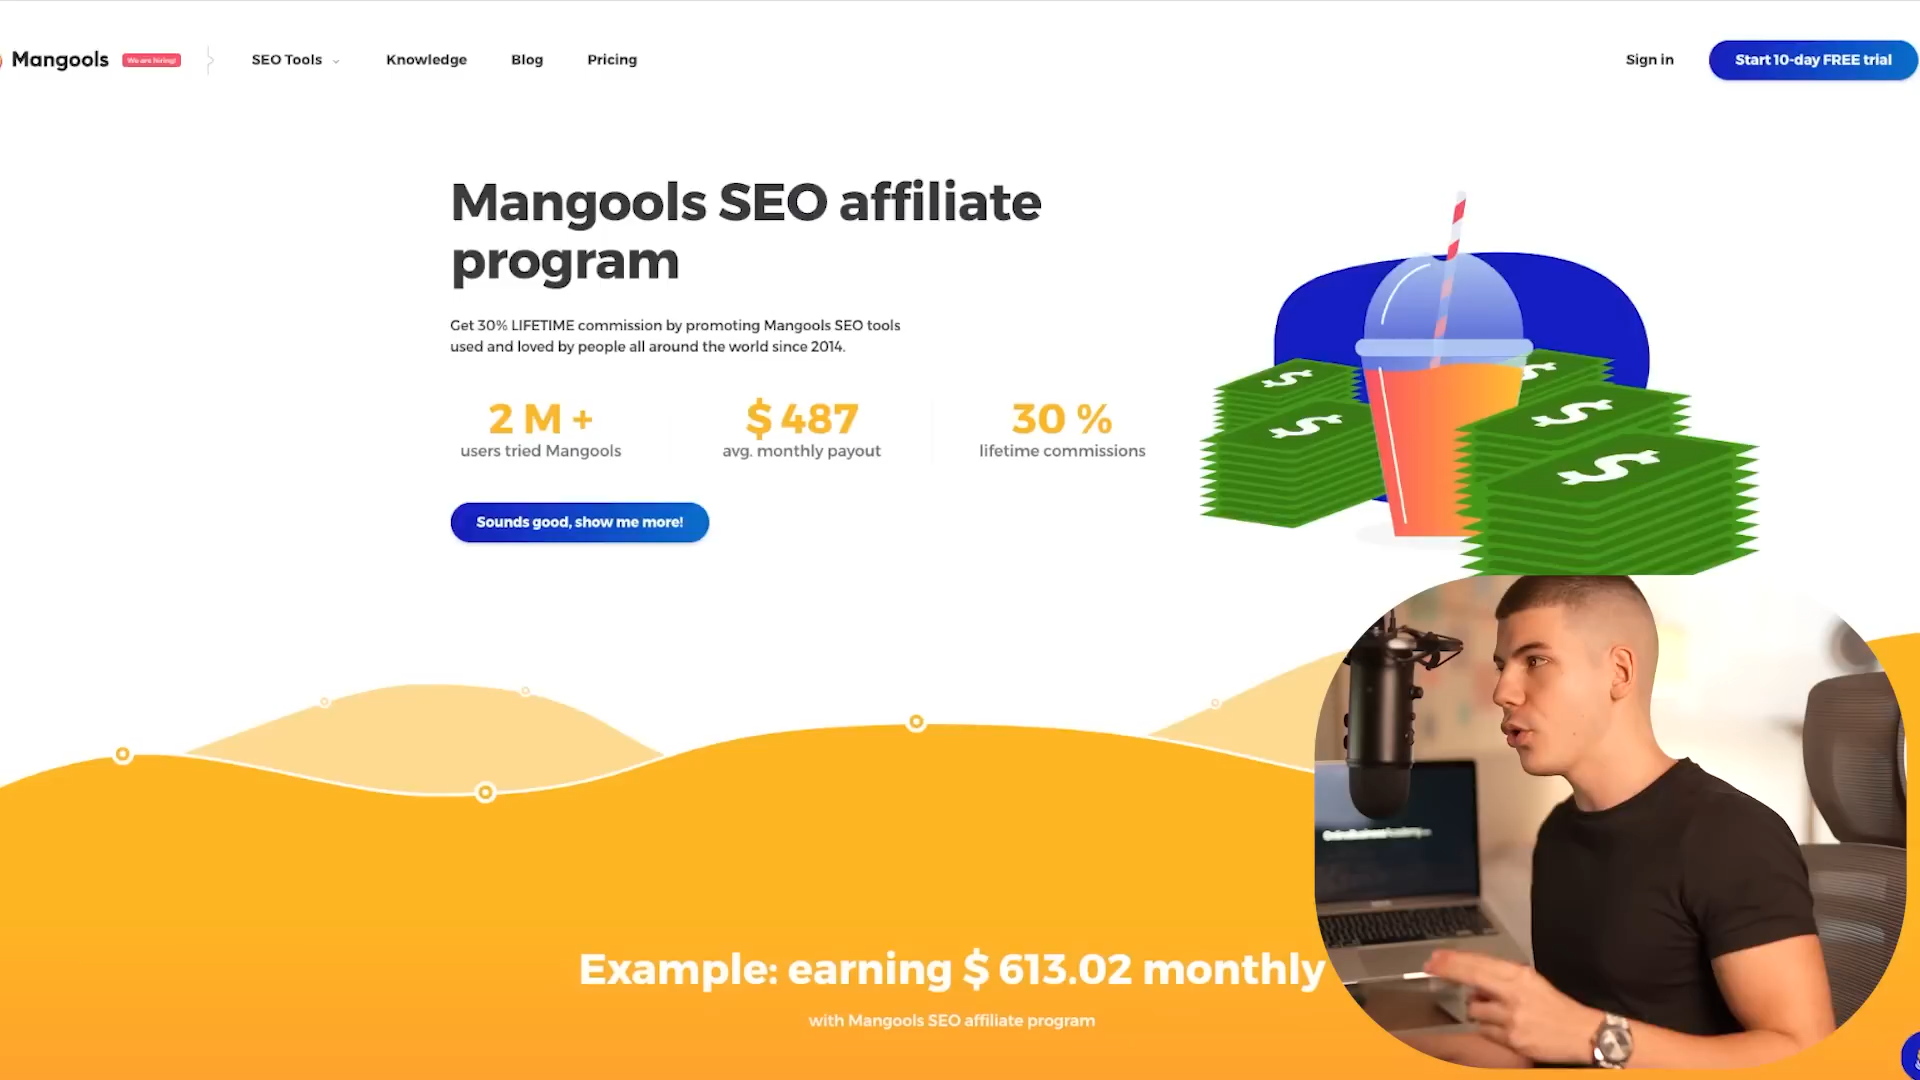 Mangools
We are hiring!
SEO Tools
Knowledge
Blog
Pricing
Sign in
Start 10-day FREE trial
Mangools SEO affiliate
program
Get 30% LIFETIME commission by promoting Mangools SEO tools
used and loved by people all around the world since 2014.
2 M +
users tried Mangools
$ 487
avg. monthly payout
30 %
lifetime commissions
Sounds good, show me more!
Example: earning $ 613.02 monthly
with Mangools SEO affiliate program